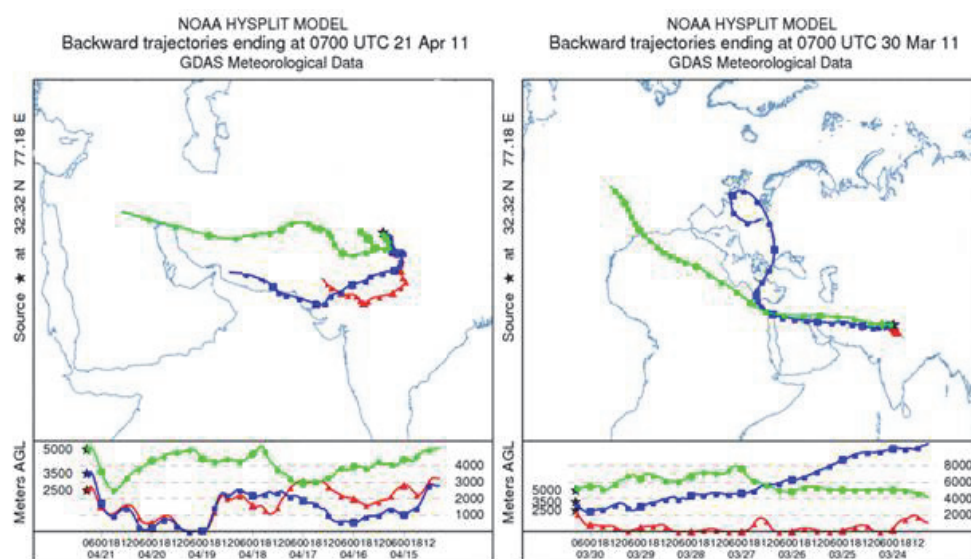 NOAA HYSPLIT MODEL
Backward trajectories ending at 0700 UTC 21 Apr 11
GDAS Meteorological Data
Source ★ at 32.32 N 77.18 E
Meters AGL
5000
3500
2500
4000
3000
2000
1000
06001812060018120600181206001812060018120600181206001812
04/21 04/20 04/19 04/18 04/17 04/16 04/15
NOAA HYSPLIT MODEL
Backward trajectories ending at 0700 UTC 30 Mar 11
GDAS Meteorological Data
Source ★ at 32.32 N 77.18 E
Meters AGL
5000
3500
2500
8000
6000
4000
2000
06001812060018120600181206001812060018120600181206001812
03/30 03/29 03/28 03/27 03/26 03/25 03/24